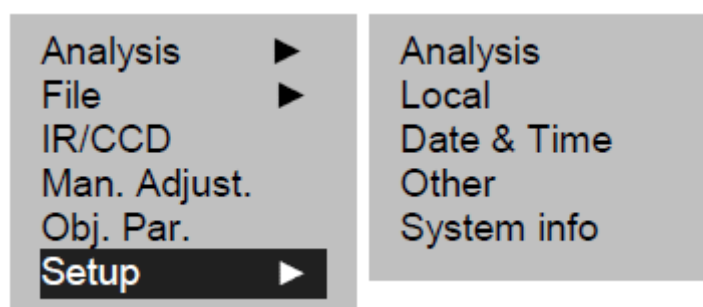 Analysis ▶
File ▶
IR/CCD
Man. Adjust.
Obj. Par.
Setup ▶
Analysis
Local
Date & Time
Other
System info